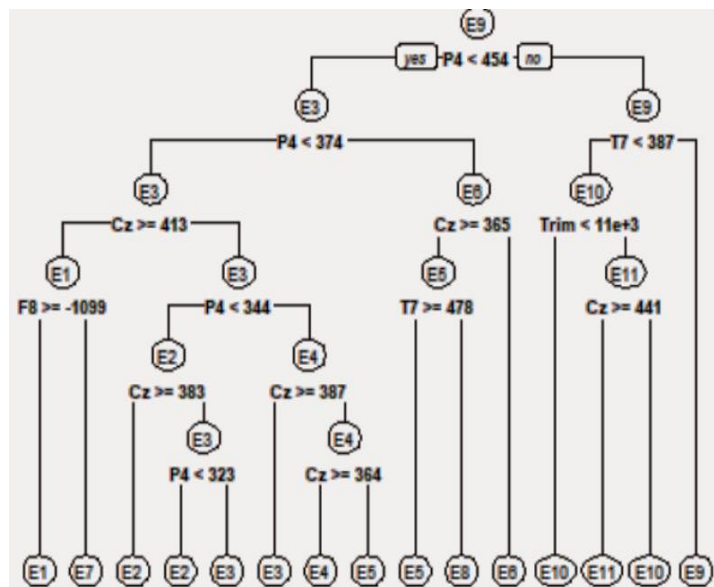 E9
yes P4 < 454 no
E3 E9
P4 < 374 T7 < 387
E3 E6 E10
Cz >= 413 Cz >= 365 Trim < 11e+3
E1 E3 E5 E11
F8 >= -1099 P4 < 344 T7 >= 478 Cz >= 441
E2 E4
Cz >= 383 Cz >= 387
E3 E4
P4 < 323 Cz >= 364
E1 E7 E2 E2 E3 E3 E4 E5 E5 E8 E6 E10 E11 E10 E9